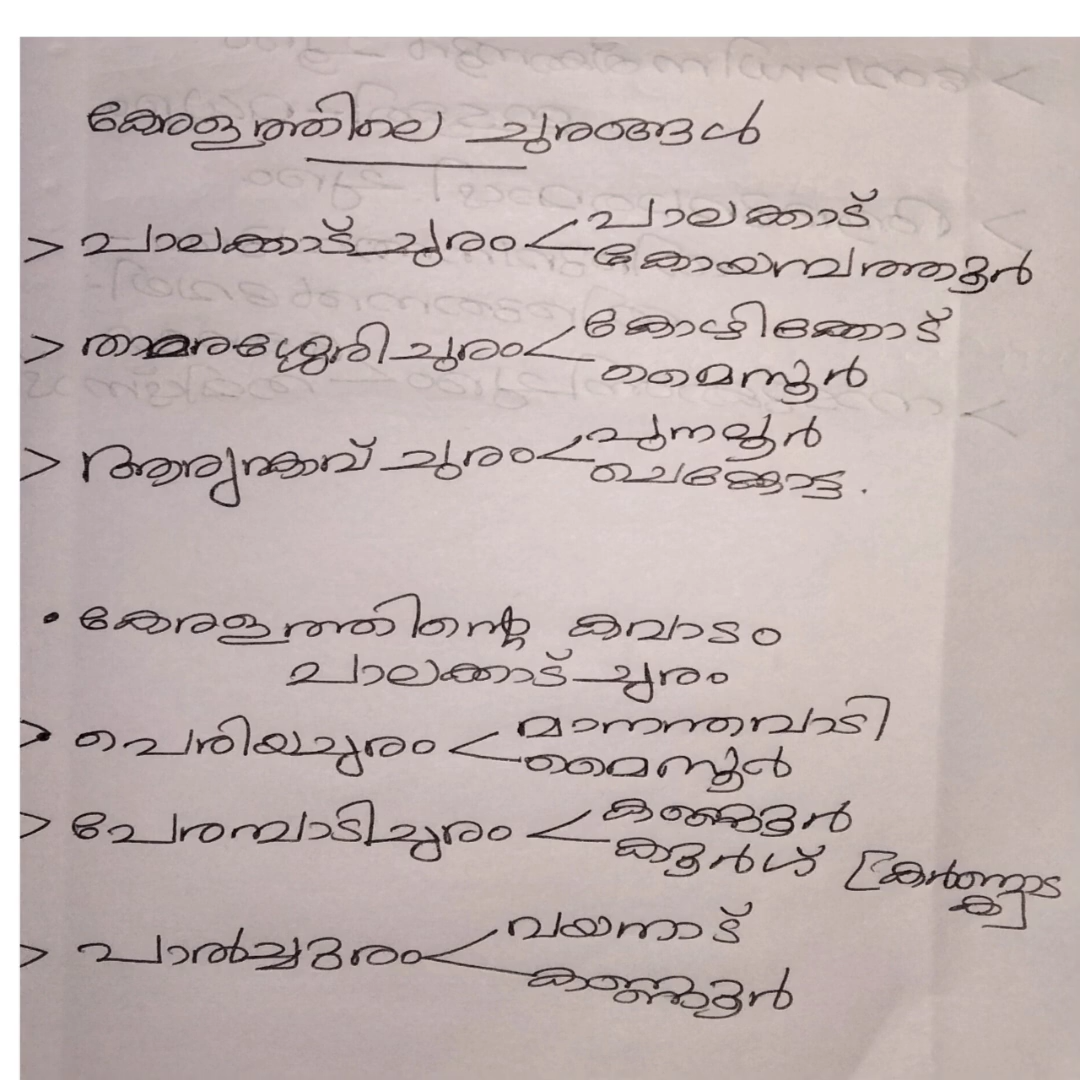 കേരളത്തിലെ ചുരങ്ങൾ
> പാലക്കാട് ചുരം < പാലക്കാട്
കോയമ്പത്തൂർ
> താമരശ്ശേരി ചുരം < കോഴിക്കോട്
മൈസൂർ
> ആര്യങ്കാവ് ചുരം < പുനലൂർ
ചെങ്കോട്ട.
• കേരളത്തിന്റെ കവാടം
പാലക്കാട് ചുരം
> പെരിയചുരം < മാനന്തവാടി
മൈസൂർ
> പേരമ്പാടിചുരം < കണ്ണൂർ
കൂർഗ് [കർണ്ണാട
ക]
> പാൽച്ചുരം < വയനാട്
കണ്ണൂർ